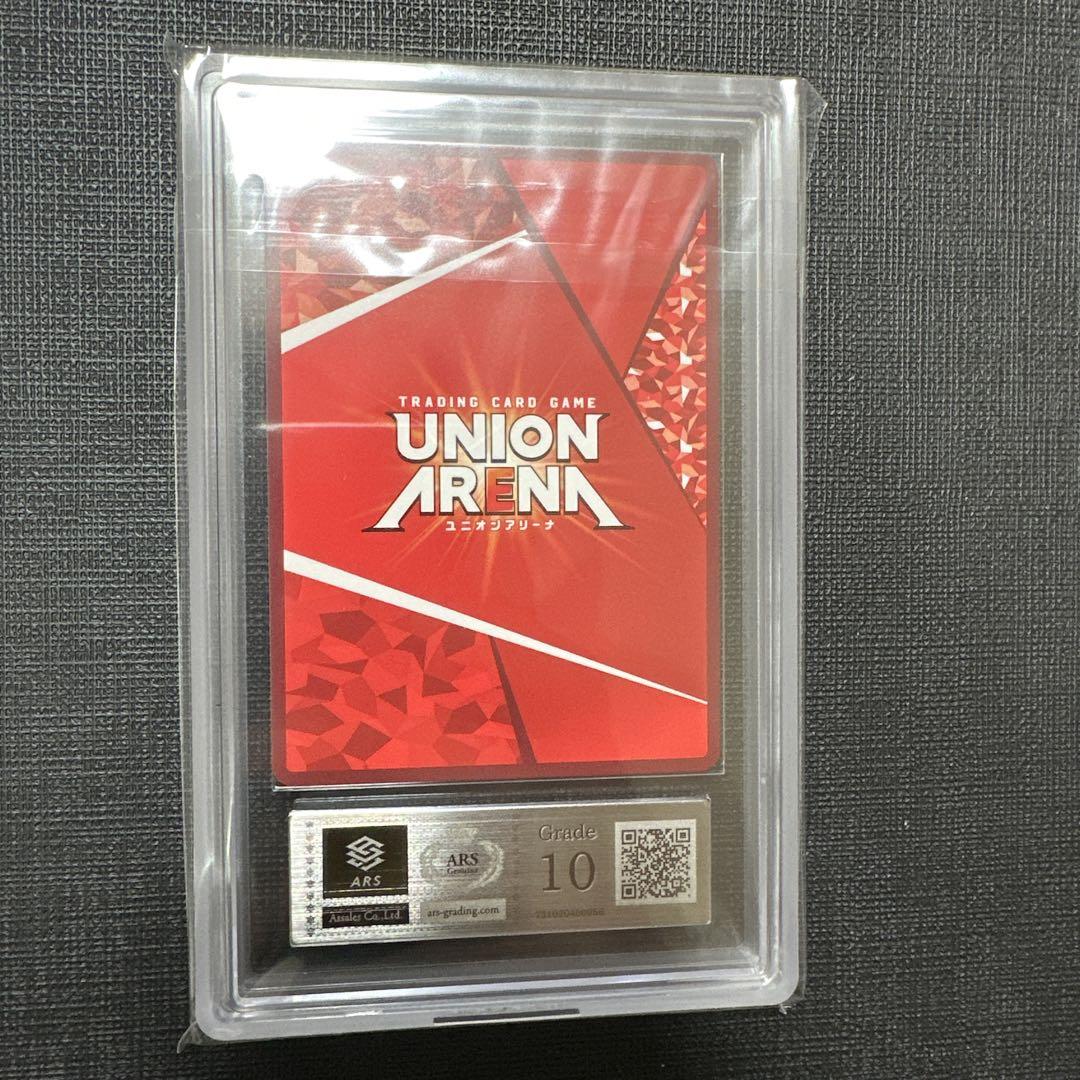 TRADING CARD GAME
UNION
ARENA
ユニオンアリーナ
ARS
Assales Co.,Ltd.
ARS
Genuine
ars-grading.com
Grade
10